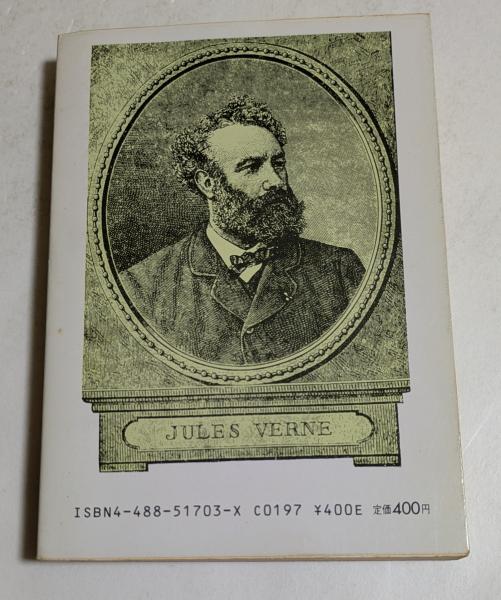 JULES VERNE
ISBN4-488-51703-X C0197 ¥400E 定価400円